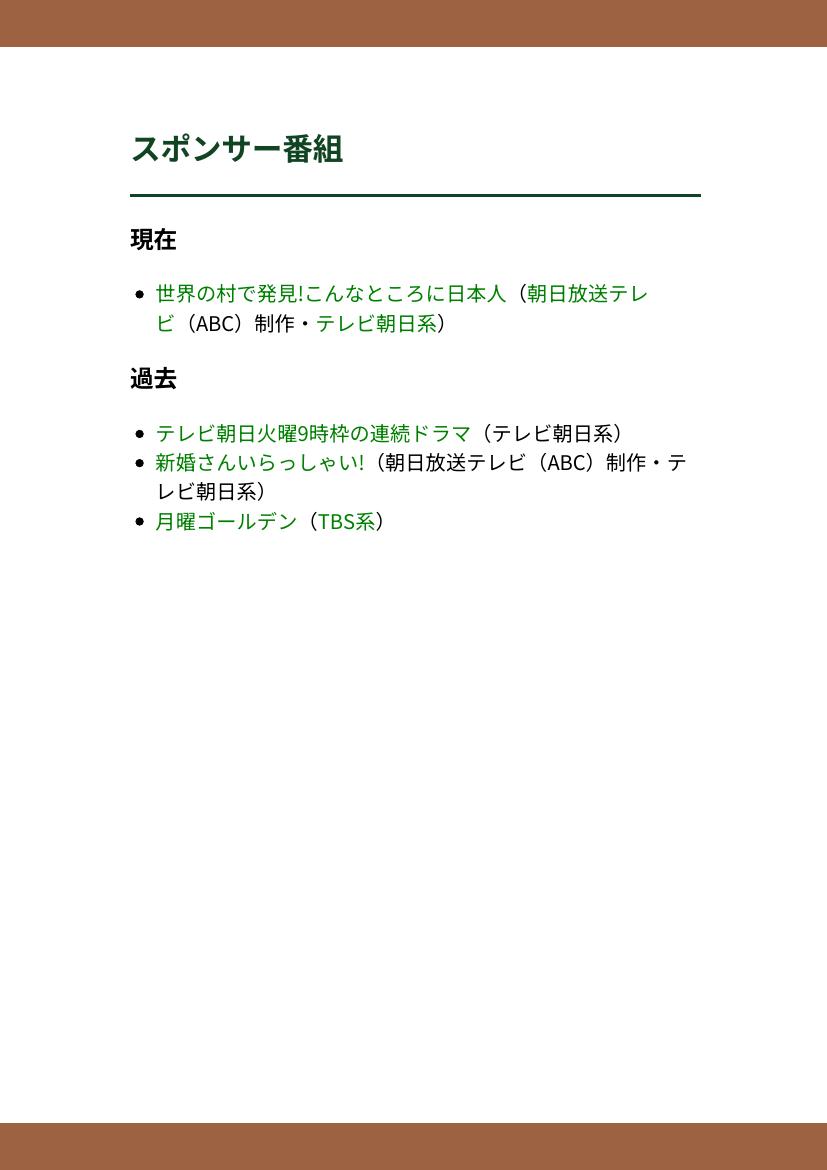 スポンサー番組
現在
世界の村で発見!こんなところに日本人（朝日放送テレ
ビ（ABC）制作・テレビ朝日系）
過去
テレビ朝日火曜9時枠の連続ドラマ（テレビ朝日系）
新婚さんいらっしゃい!（朝日放送テレビ（ABC）制作・テ
レビ朝日系）
月曜ゴールデン（TBS系）